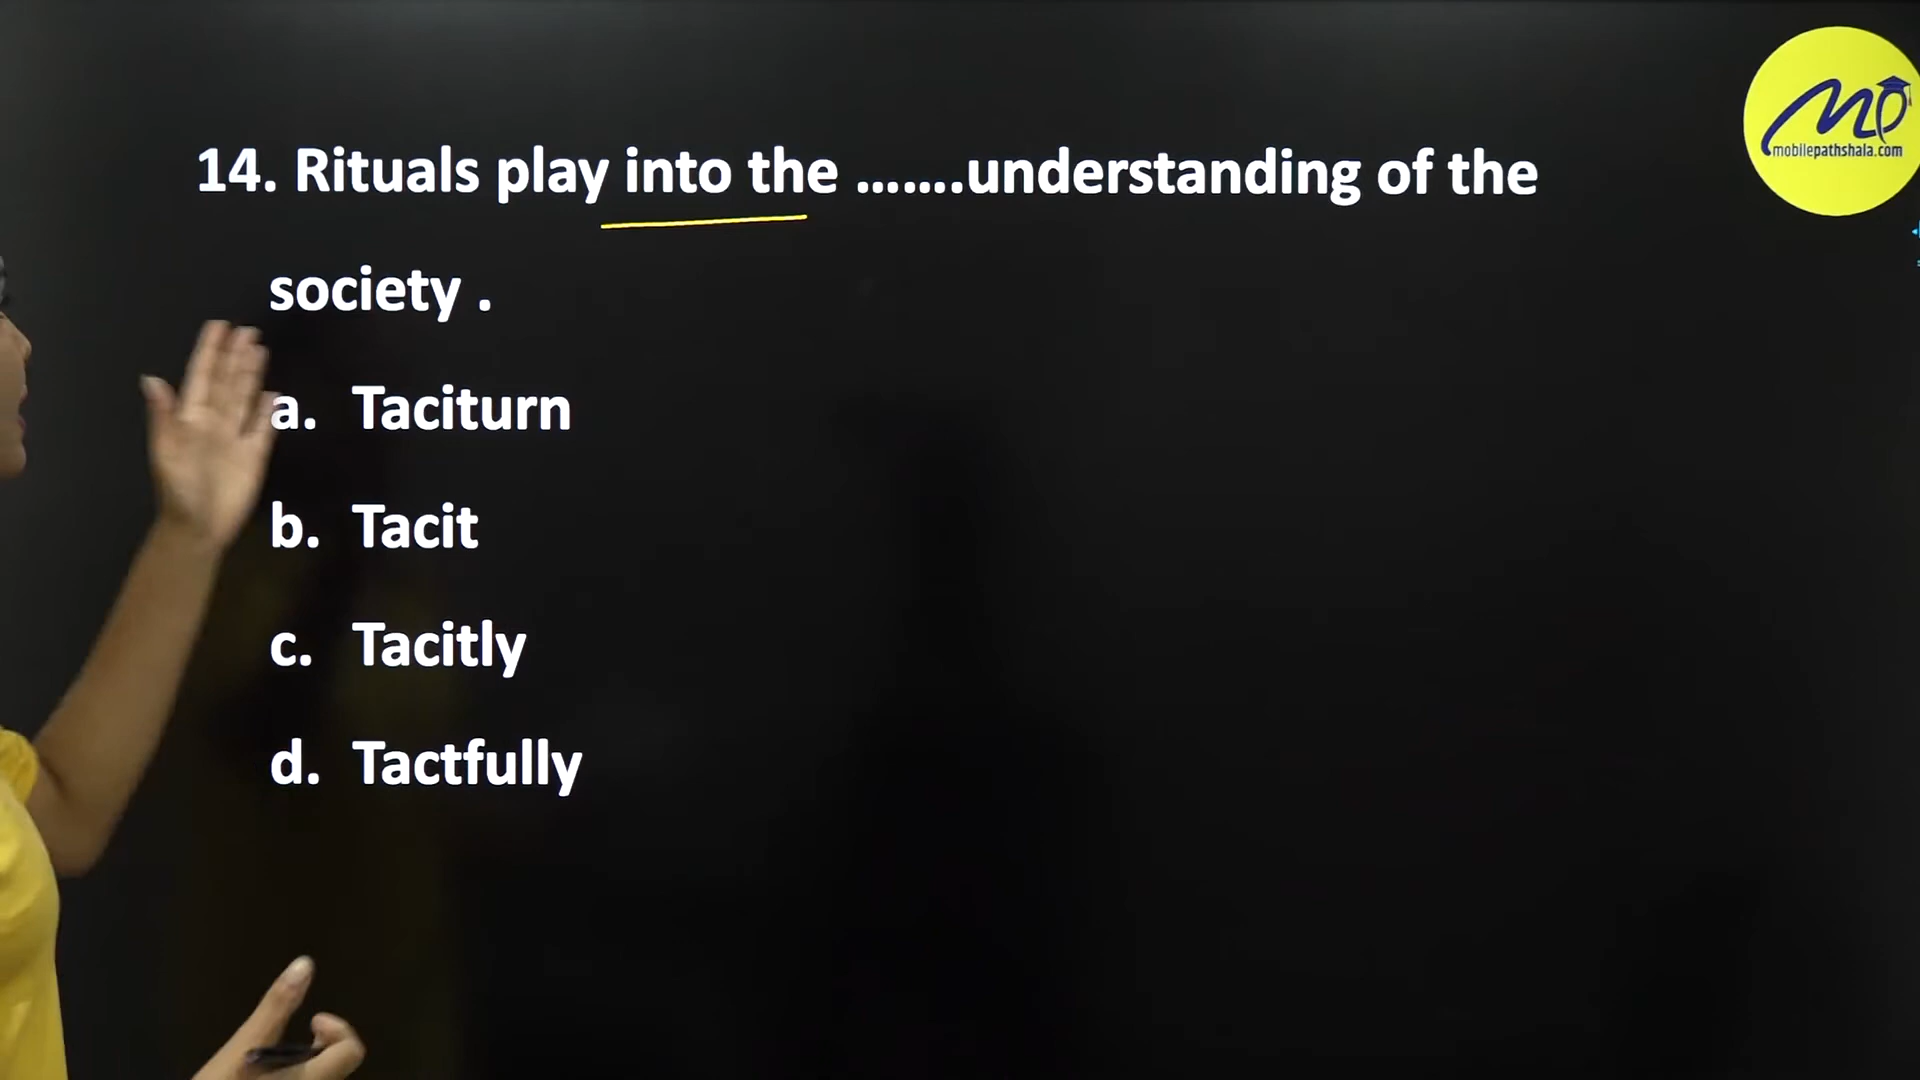 mobilepathshala.com
14. Rituals play into the …….understanding of the
society .
a. Taciturn
b. Tacit
c. Tacitly
d. Tactfully